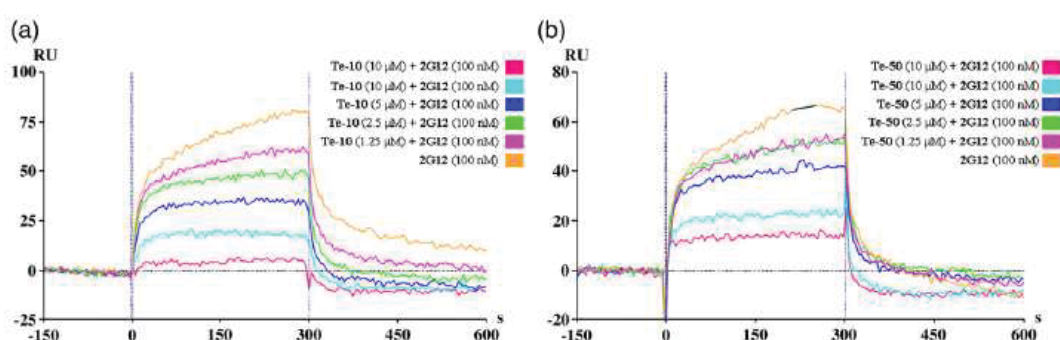 (a)
RU
Te-10 (10 µM) + 2G12 (100 nM)
Te-10 (10 µM) + 2G12 (100 nM)
Te-10 (5 µM) + 2G12 (100 nM)
Te-10 (2.5 µM) + 2G12 (100 nM)
Te-10 (1.25 µM) + 2G12 (100 nM)
2G12 (100 nM)
100
75
50
25
0
-25
-150 0 150 300 450 600
s
(b)
RU
Te-50 (10 µM) + 2G12 (100 nM)
Te-50 (10 µM) + 2G12 (100 nM)
Te-50 (5 µM) + 2G12 (100 nM)
Te-50 (2.5 µM) + 2G12 (100 nM)
Te-50 (1.25 µM) + 2G12 (100 nM)
2G12 (100 nM)
80
60
40
20
0
-20
-150 0 150 300 450 600
s